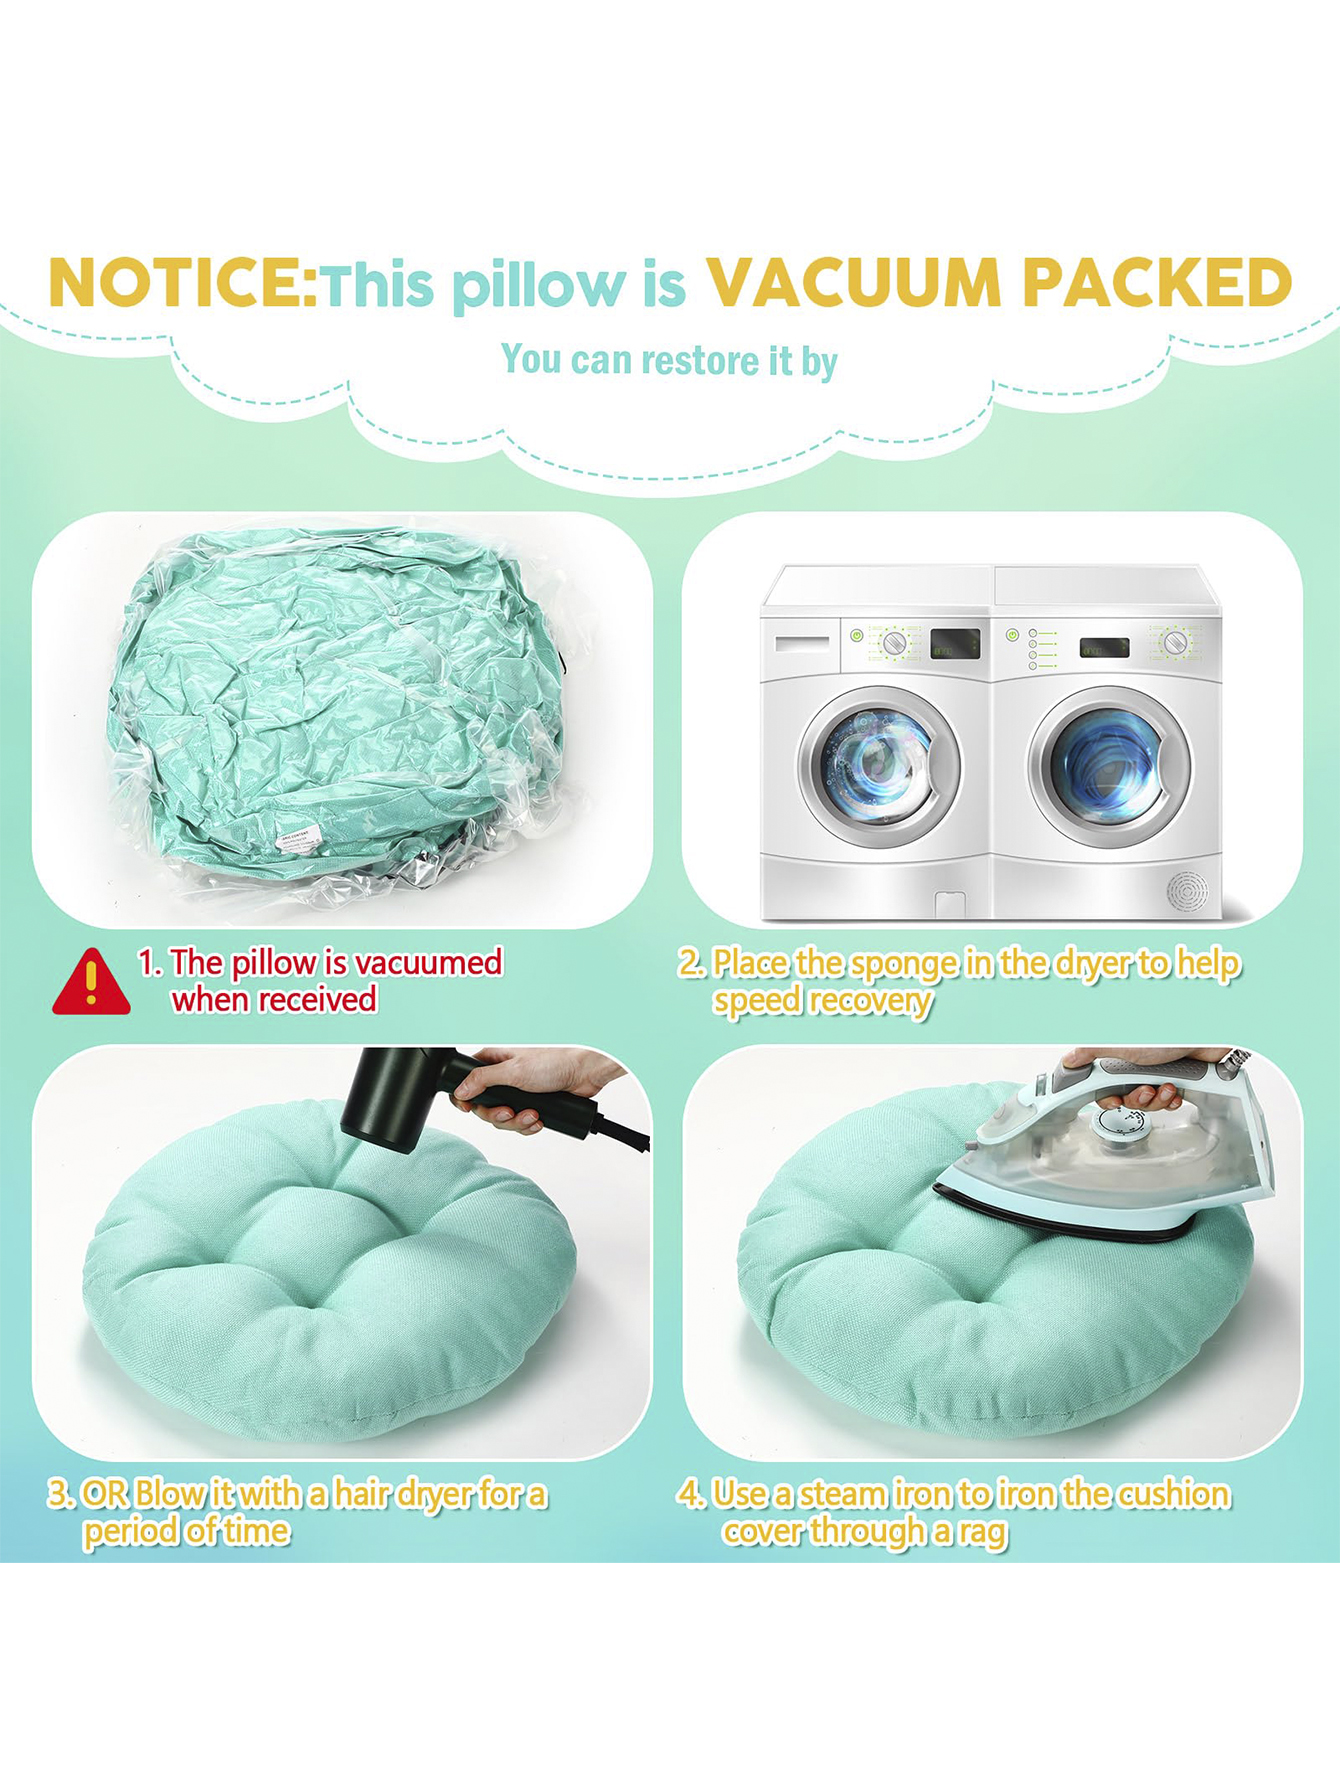 NOTICE:This pillow is VACUUM PACKED
You can restore it by
1. The pillow is vacuumed
when received
2. Place the sponge in the dryer to help
speed recovery
3. OR Blow it with a hair dryer for a
period of time
4. Use a steam iron to iron the cushion
cover through a rag